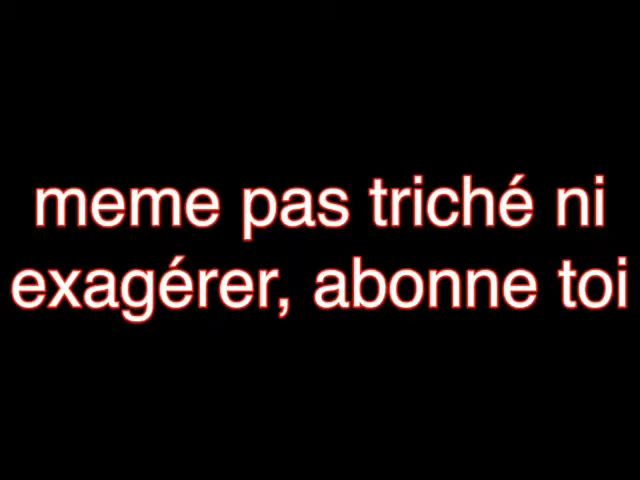 meme pas triché ni
exagérer, abonne toi